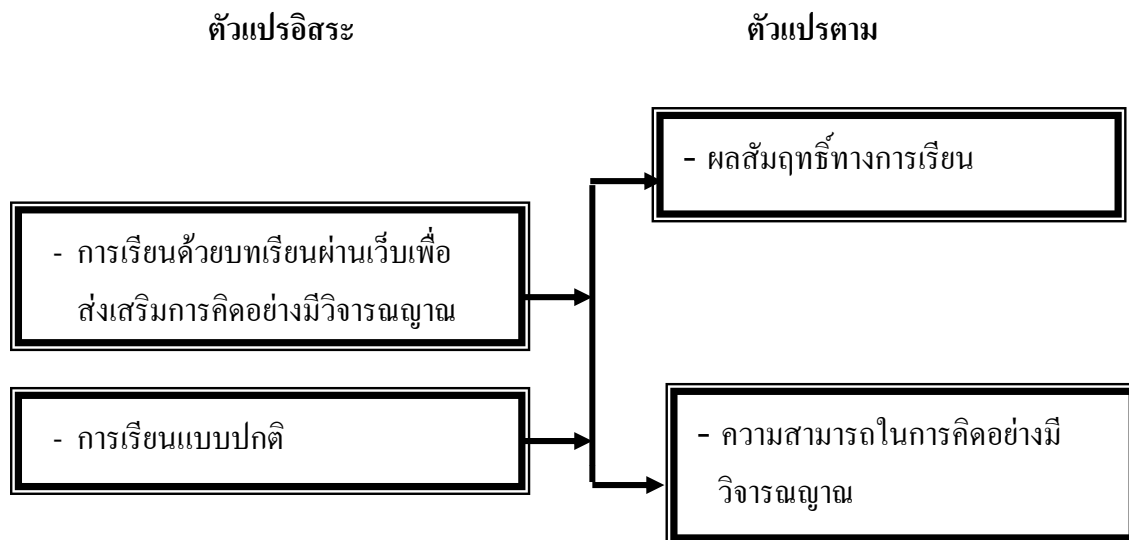 ตัวแปรอิสระ
ตัวแปรตาม
- ผลสัมฤทธิ์ทางการเรียน
- การเรียนด้วยบทเรียนผ่านเว็บเพื่อ
ส่งเสริมการคิดอย่างมีวิจารณญาณ
- การเรียนแบบปกติ
- ความสามารถในการคิดอย่างมี
วิจารณญาณ